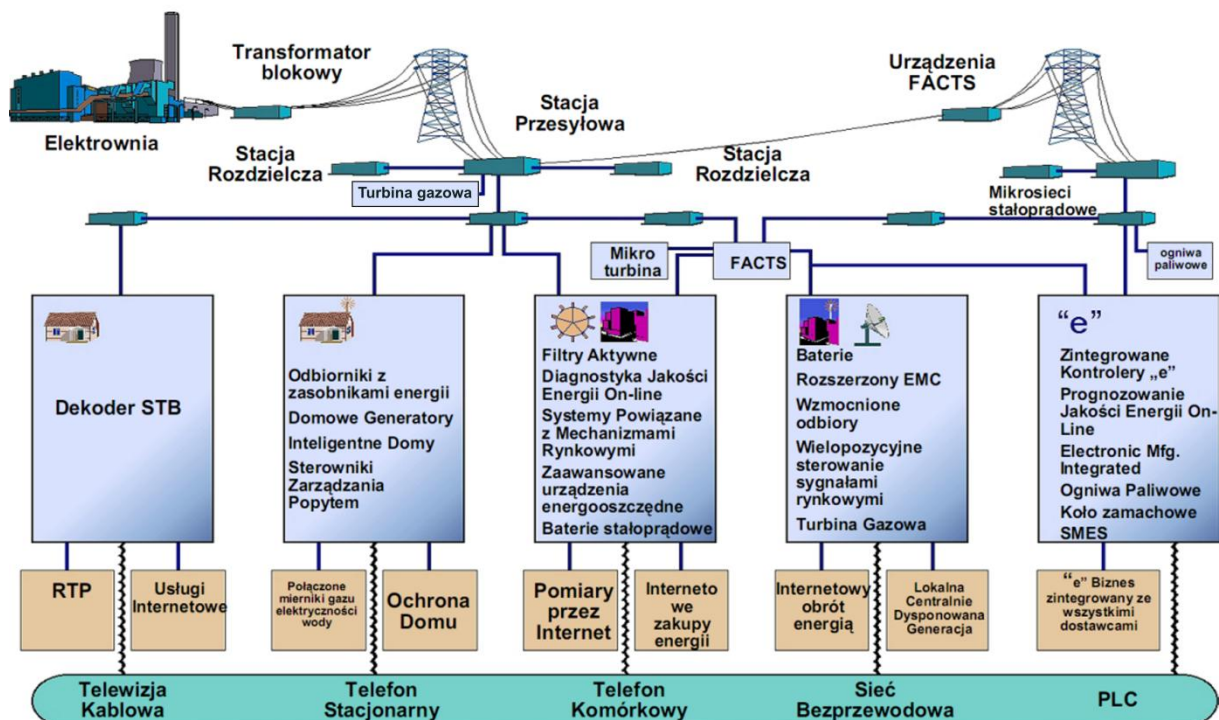 Transformator
blokowy
Urządzenia
FACTS
Elektrownia
Stacja
Przesyłowa
Stacja
Rozdzielcza
Stacja
Rozdzielcza
Turbina gazowa
Mikrosieci
stałoprądowe
Mikro
turbina
FACTS
ogniwa
paliwowe
Dekoder STB
Odbiorniki z
zasobnikami energii
Domowe Generatory
Inteligentne Domy
Sterowniki
Zarządzania
Popytem
Filtry Aktywne
Diagnostyka Jakości
Energii On-line
Systemy Powiązane
z Mechanizmami
Rynkowymi
Zaawansowane
urządzenia
energooszczędne
Baterie stałoprądowe
Baterie
Rozszerzony EMC
Wzmocnione
odbiory
Wielopozycyjne
sterowanie
sygnałami
rynkowymi
Turbina Gazowa
“e”
Zintegrowane
Kontrolery „e”
Prognozowanie
Jakości Energii On-
Line
Electronic Mfg.
Integrated
Ogniwa Paliwowe
Koło zamachowe
SMES
RTP
Usługi
Internetowe
Połączone
mierniki gazu
elektryczności
wody
Ochrona
Domu
Pomiary
przez
Internet
Interneto
we
zakupy
energii
Internetowy
obrót
energią
Lokalna
Centralnie
Dysponowana
Generacja
“e” Biznes
zintegrowany ze
wszystkimi
dostawcami
Telewizja
Kablowa
Telefon
Stacjonarny
Telefon
Komórkowy
Sieć
Bezprzewodowa
PLC